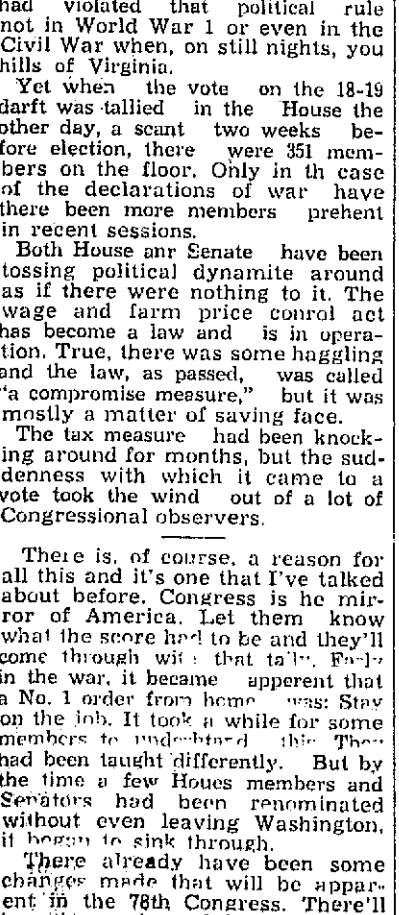 had violated that political rule
not in World War 1 or even in the
Civil War when, on still nights, you
hills of Virginia.
Yet when the vote on the 18-19
darft was tallied in the House the
other day, a scant two weeks be-
fore election, there were 351 mem-
bers on the floor. Only in th case
of the declarations of war have
there been more members prehent
in recent sessions.
Both House anr Senate have been
tossing political dynamite around
as if there were nothing to it. The
wage and farm price conrol act
has become a law and is in opera-
tion. True, there was some haggling
and the law, as passed, was called
"a compromise measure," but it was
mostly a matter of saving face.
The tax measure had been knock-
ing around for months, but the sud-
denness with which it came to a
vote took the wind out of a lot of
Congressional observers.
There is, of course, a reason for
all this and it's one that I've talked
about before. Congress is he mir-
ror of America. Let them know
what the score had to be and they'll
come through that
in the war, it became apperent that
a No. 1 order from home was: Stay
on the job. It took a while for some
members to
had been taught differently. But by
the time a few Houes members and
Senators had been renominated
without even leaving Washington,
it began to sink through.
There already have been some
changes made that will be appar-
ent in the 78th Congress. There'll